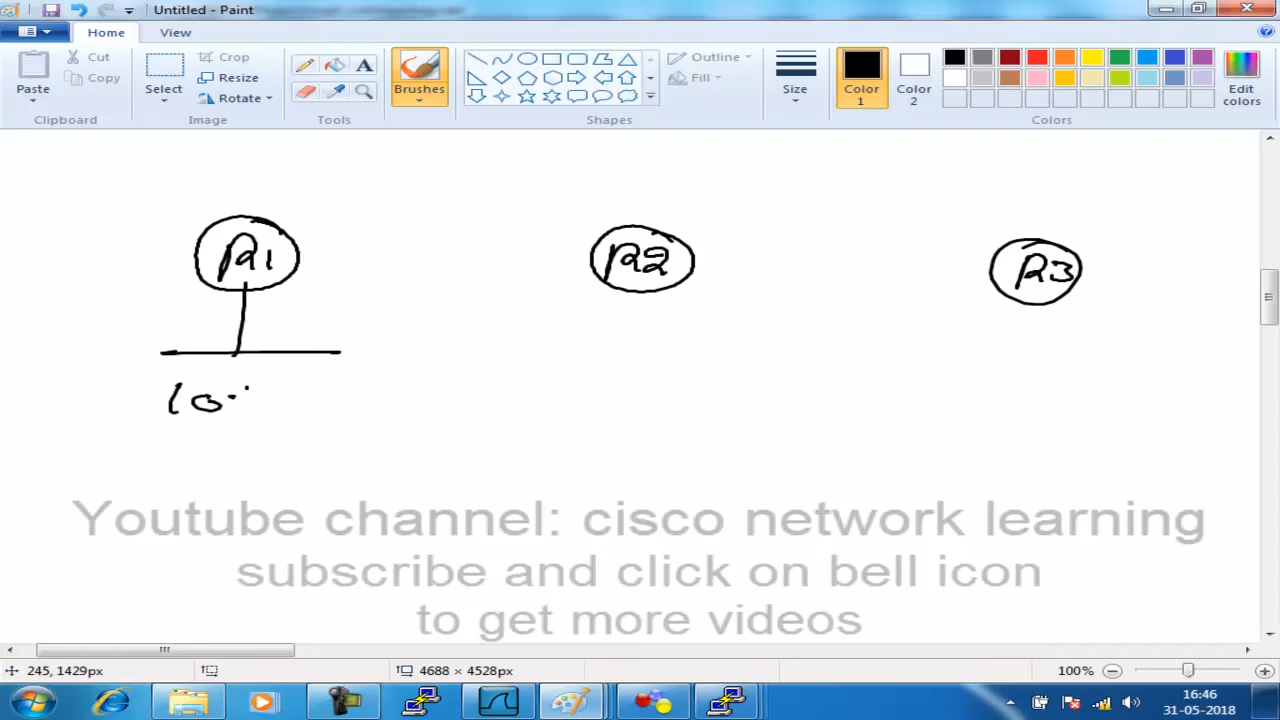 Untitled - Paint
Home View
Paste
Cut
Copy
Clipboard
Select
Crop
Resize
Rotate
Image
A
Tools
Brushes
Shapes
Outline
Fill
Size
Color 1
Color 2
Edit colors
Colors
R1 R2 R3
Youtube channel: cisco network learning
subscribe and click on bell icon
to get more videos
245, 1429px
4688 × 4528px
100%
16:46
31-05-2018